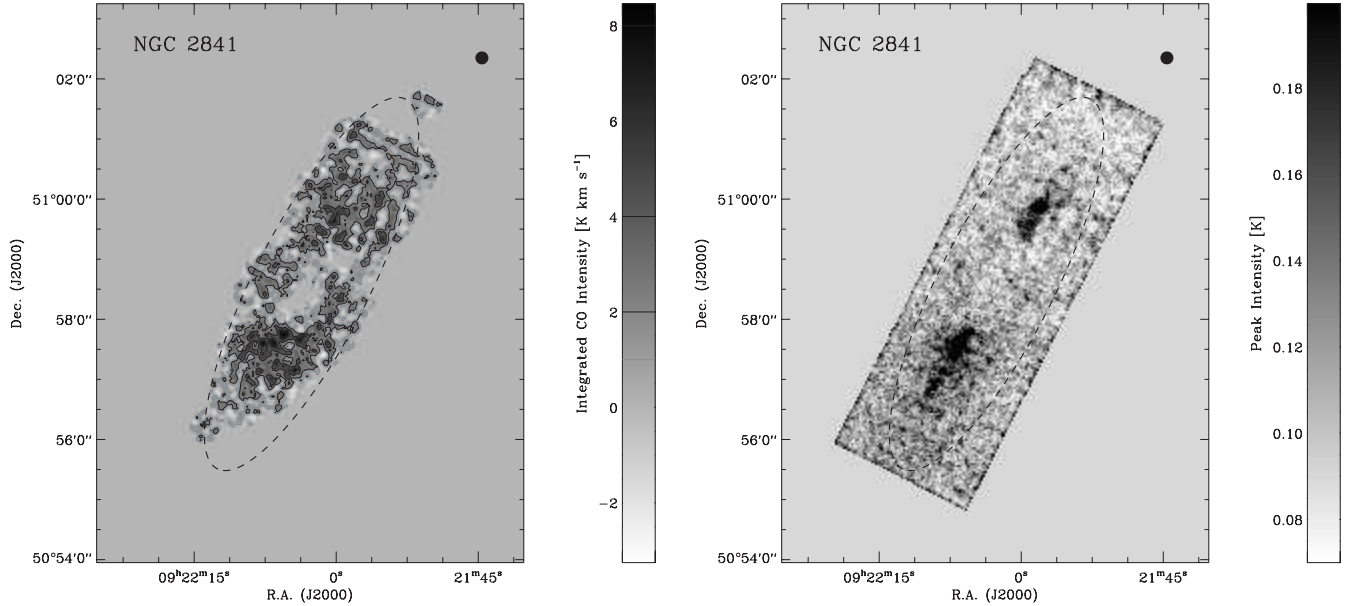 NGC 2841
02′0″
51°00′0″
58′0″
56′0″
50°54′0″
Dec. (J2000)
09ʰ22ᵐ15ˢ
0ˢ
21ᵐ45ˢ
R.A. (J2000)
8
6
4
2
0
−2
Integrated CO Intensity [K km s⁻¹]
NGC 2841
02′0″
51°00′0″
58′0″
56′0″
50°54′0″
Dec. (J2000)
09ʰ22ᵐ15ˢ
0ˢ
21ᵐ45ˢ
R.A. (J2000)
0.18
0.16
0.14
0.12
0.10
0.08
Peak Intensity [K]